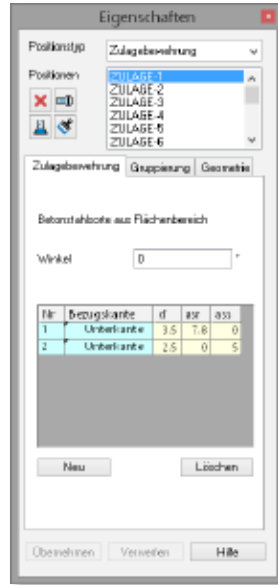 Eigenschaften
Positionstyp Zulagebewehrung
Positionen ZULAGE-1
ZULAGE-2
ZULAGE-3
ZULAGE-4
ZULAGE-5
ZULAGE-6
Zulagebewehrung Gruppierung Geometrie
Betonstahlsorte aus Flächenbereich
Winkel 0 °
Nr Bezugskante d' asr ass
1 Unterkante 3.5 7.8 0
2 Unterkante 2.5 0 5
Neu Löschen
Übernehmen Verwerfen Hilfe